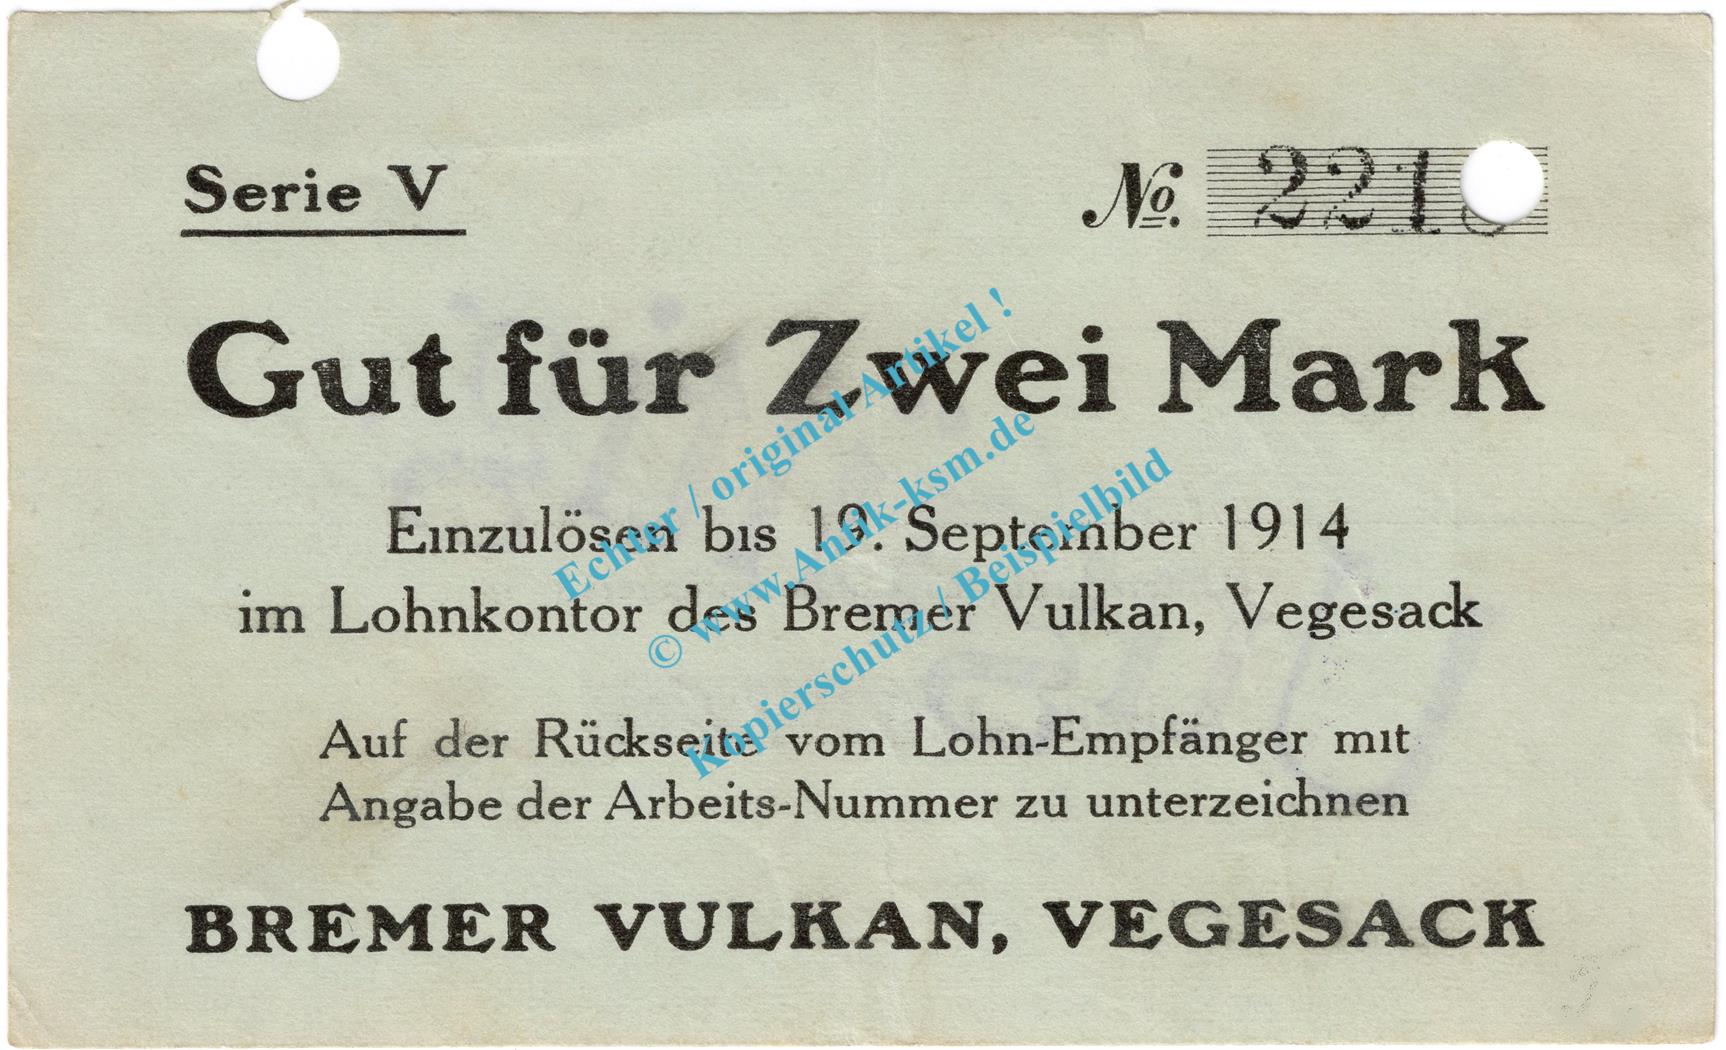 Serie V
No. 221
Gut für Zwei Mark
Einzulösen bis 19. September 1914
im Lohnkontor des Bremer Vulkan, Vegesack
Auf der Rückseite vom Lohn-Empfänger mit
Angabe der Arbeits-Nummer zu unterzeichnen
BREMER VULKAN, VEGESACK
Echter / original Artikel !
© www.Antik-ksm.de
Kopierschutz / Beispielbild